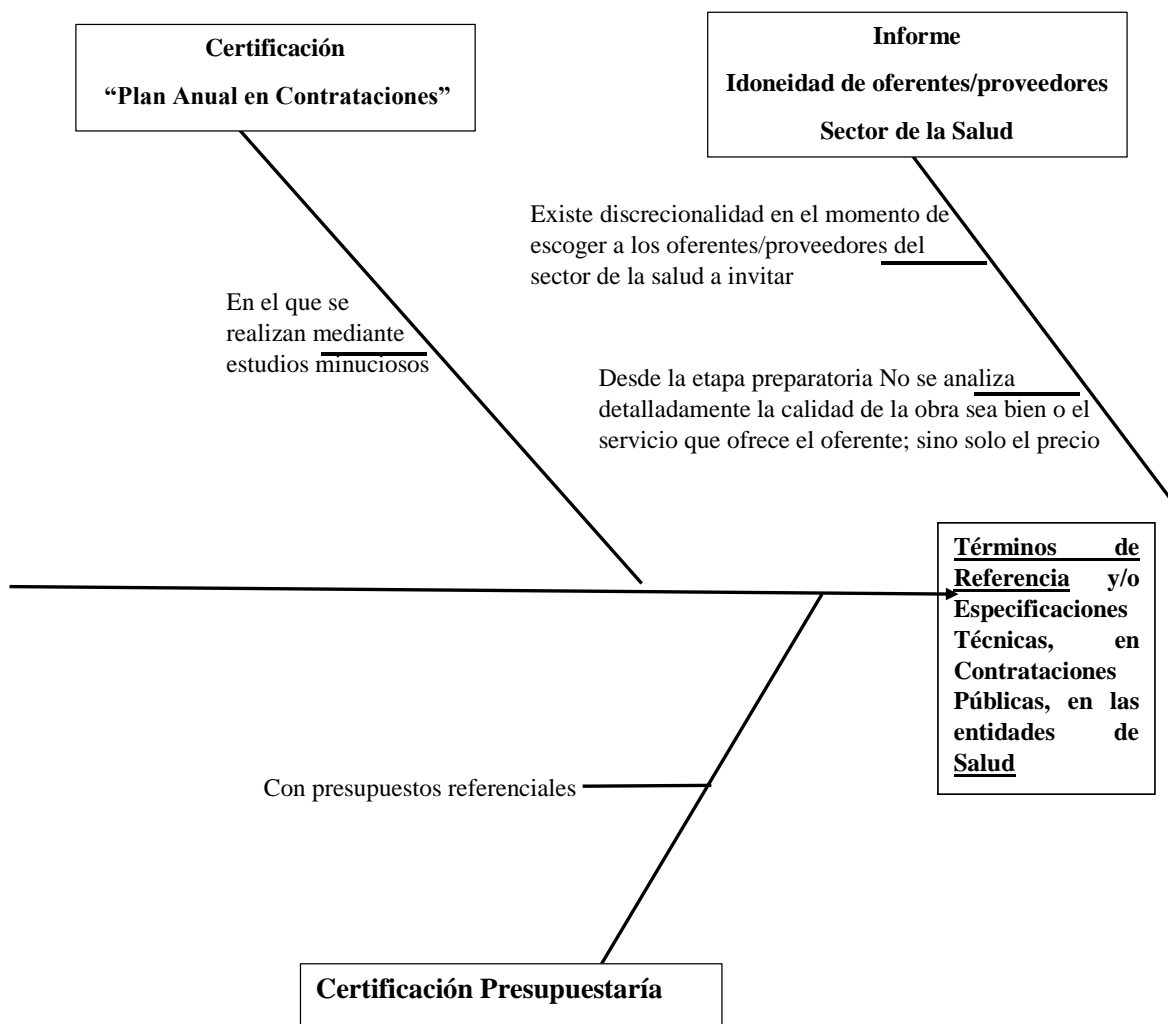 Certificación
“Plan Anual en Contrataciones”
Informe
Idoneidad de oferentes/proveedores
Sector de la Salud
Existe discrecionalidad en el momento de
escoger a los oferentes/proveedores del
sector de la salud a invitar
En el que se
realizan mediante
estudios minuciosos
Desde la etapa preparatoria No se analiza
detalladamente la calidad de la obra sea bien o el
servicio que ofrece el oferente; sino solo el precio
Términos de
Referencia y/o
Especificaciones
Técnicas, en
Contrataciones
Públicas, en las
entidades de
Salud
Con presupuestos referenciales
Certificación Presupuestaría